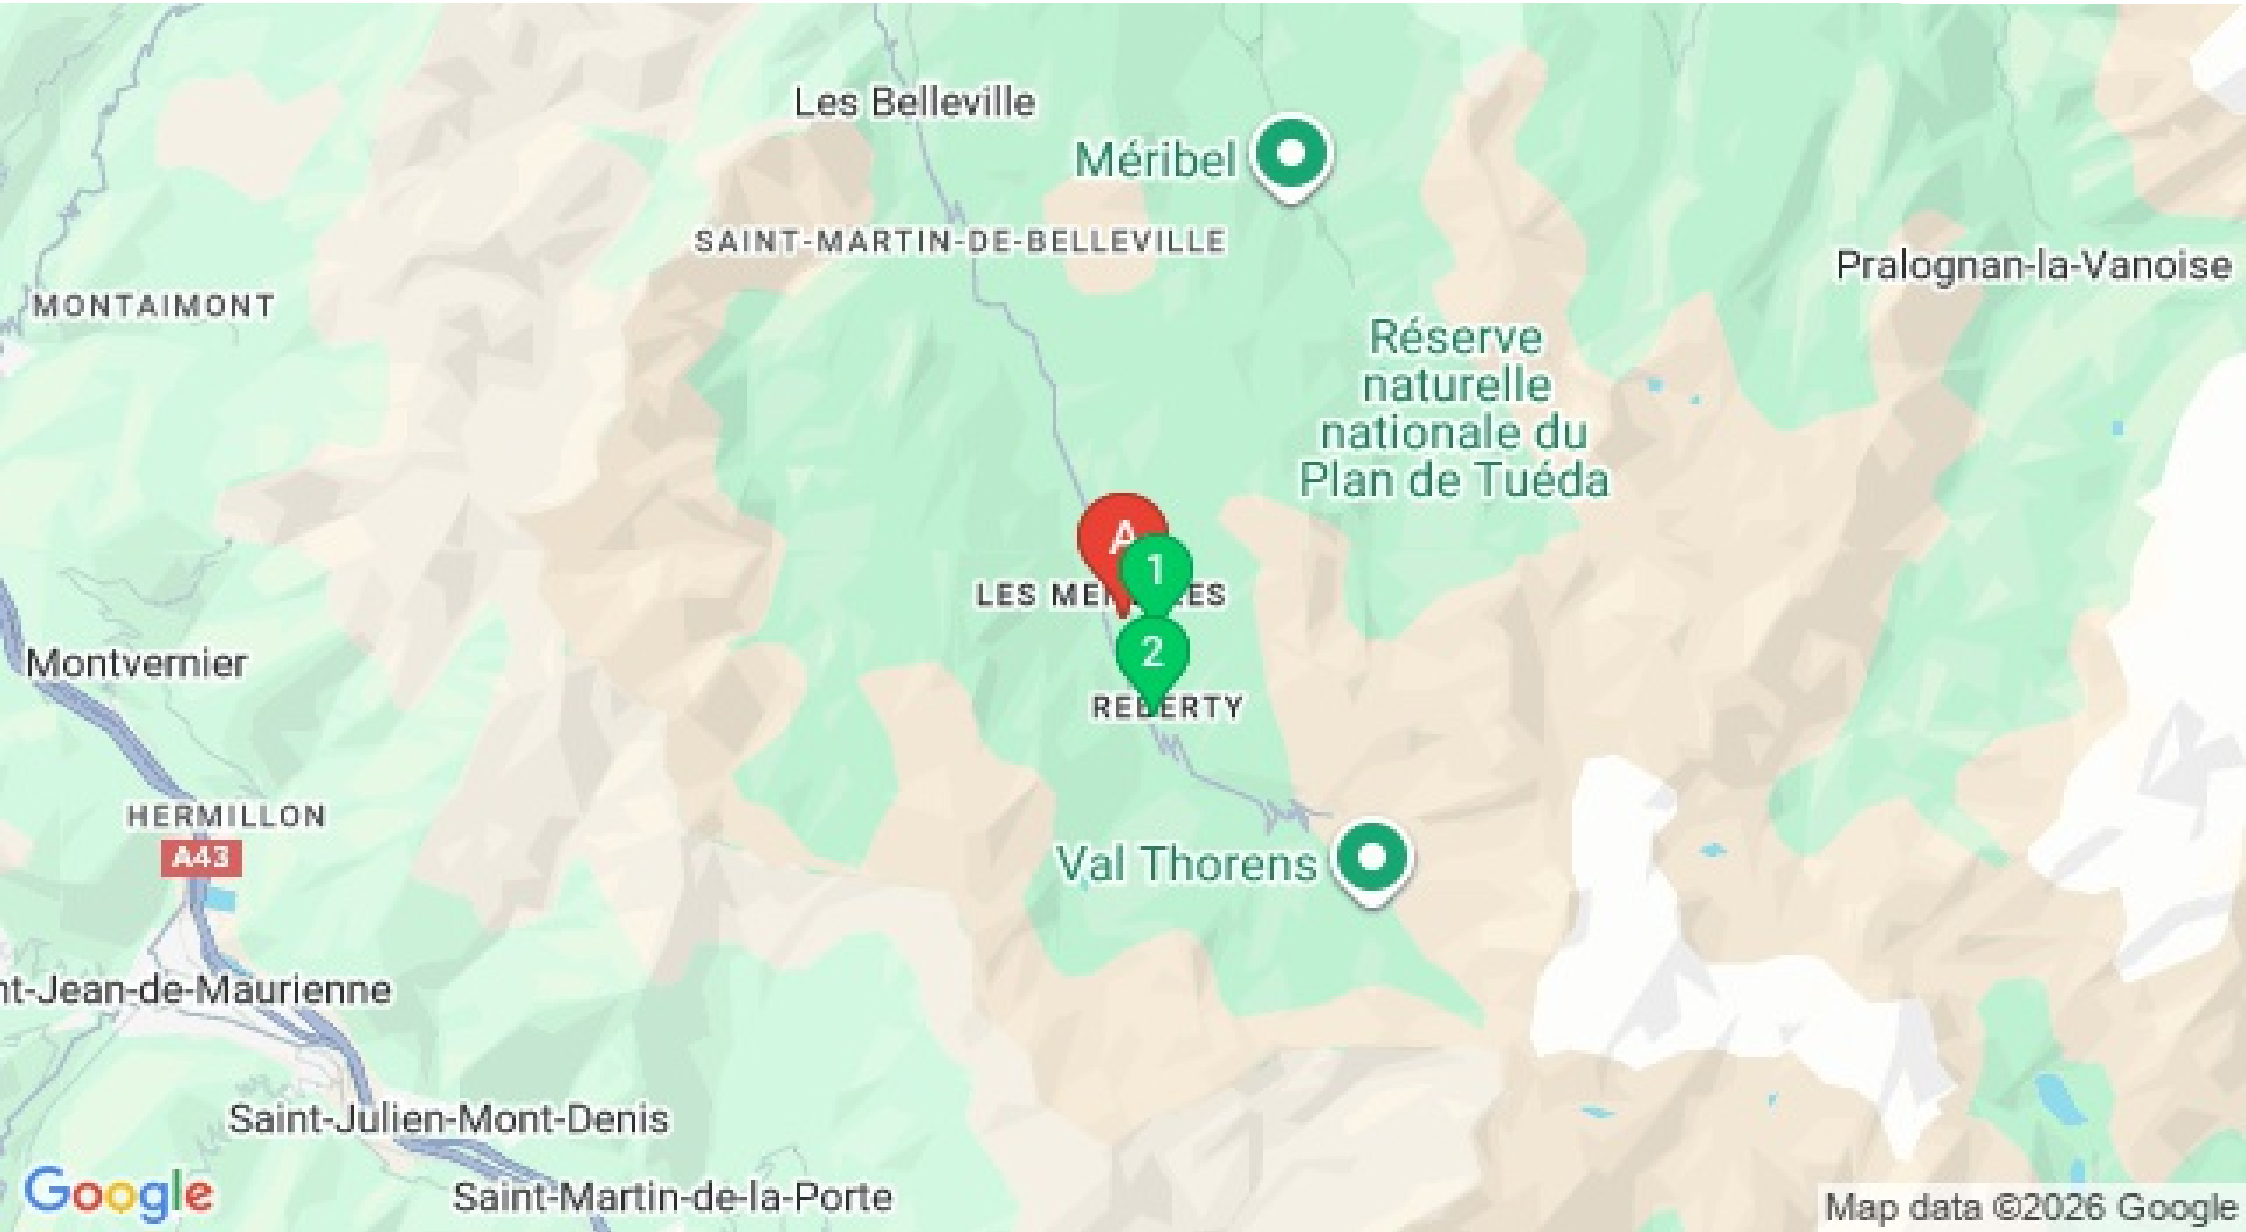 Les Belleville
Méribel
SAINT-MARTIN-DE-BELLEVILLE
Pralognan-la-Vanoise
MONTAIMONT
Réserve
naturelle
nationale du
Plan de Tuéda
A
1
LES
2
Montvernier
HERMILLON
A43
Val Thorens
nt-Jean-de-Maurienne
Saint-Julien-Mont-Denis
Saint-Martin-de-la-Porte
Google
Map data ©2026 Google